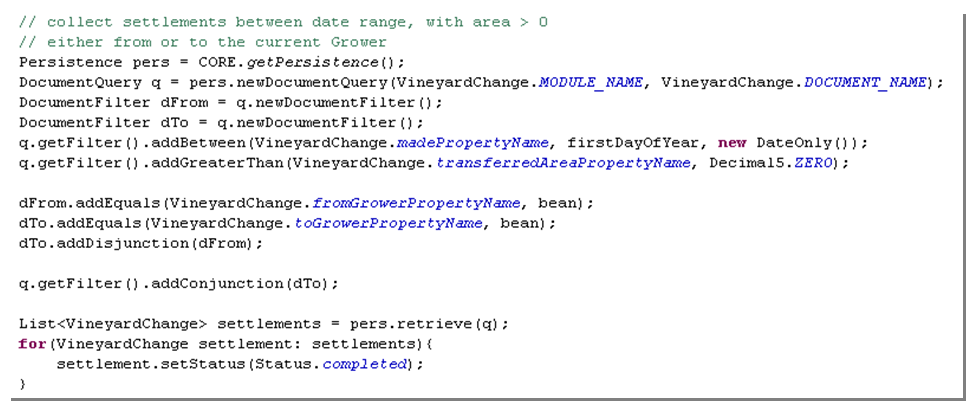 // collect settlements between date range, with area > 0
// either from or to the current Grower
Persistence pers = CORE.getPersistence();
DocumentQuery q = pers.newDocumentQuery(VineyardChange.MODULE_NAME, VineyardChange.DOCUMENT_NAME);
DocumentFilter dFrom = q.newDocumentFilter();
DocumentFilter dTo = q.newDocumentFilter();
q.getFilter().addBetween(VineyardChange.madePropertyName, firstDayOfYear, new DateOnly());
q.getFilter().addGreaterThan(VineyardChange.transferredAreaPropertyName, Decimal5.ZERO);

dFrom.addEquals(VineyardChange.fromGrowerPropertyName, bean);
dTo.addEquals(VineyardChange.toGrowerPropertyName, bean);
dTo.addDisjunction(dFrom);

q.getFilter().addConjunction(dTo);

List<VineyardChange> settlements = pers.retrieve(q);
for(VineyardChange settlement: settlements){
    settlement.setStatus(Status.completed);
}